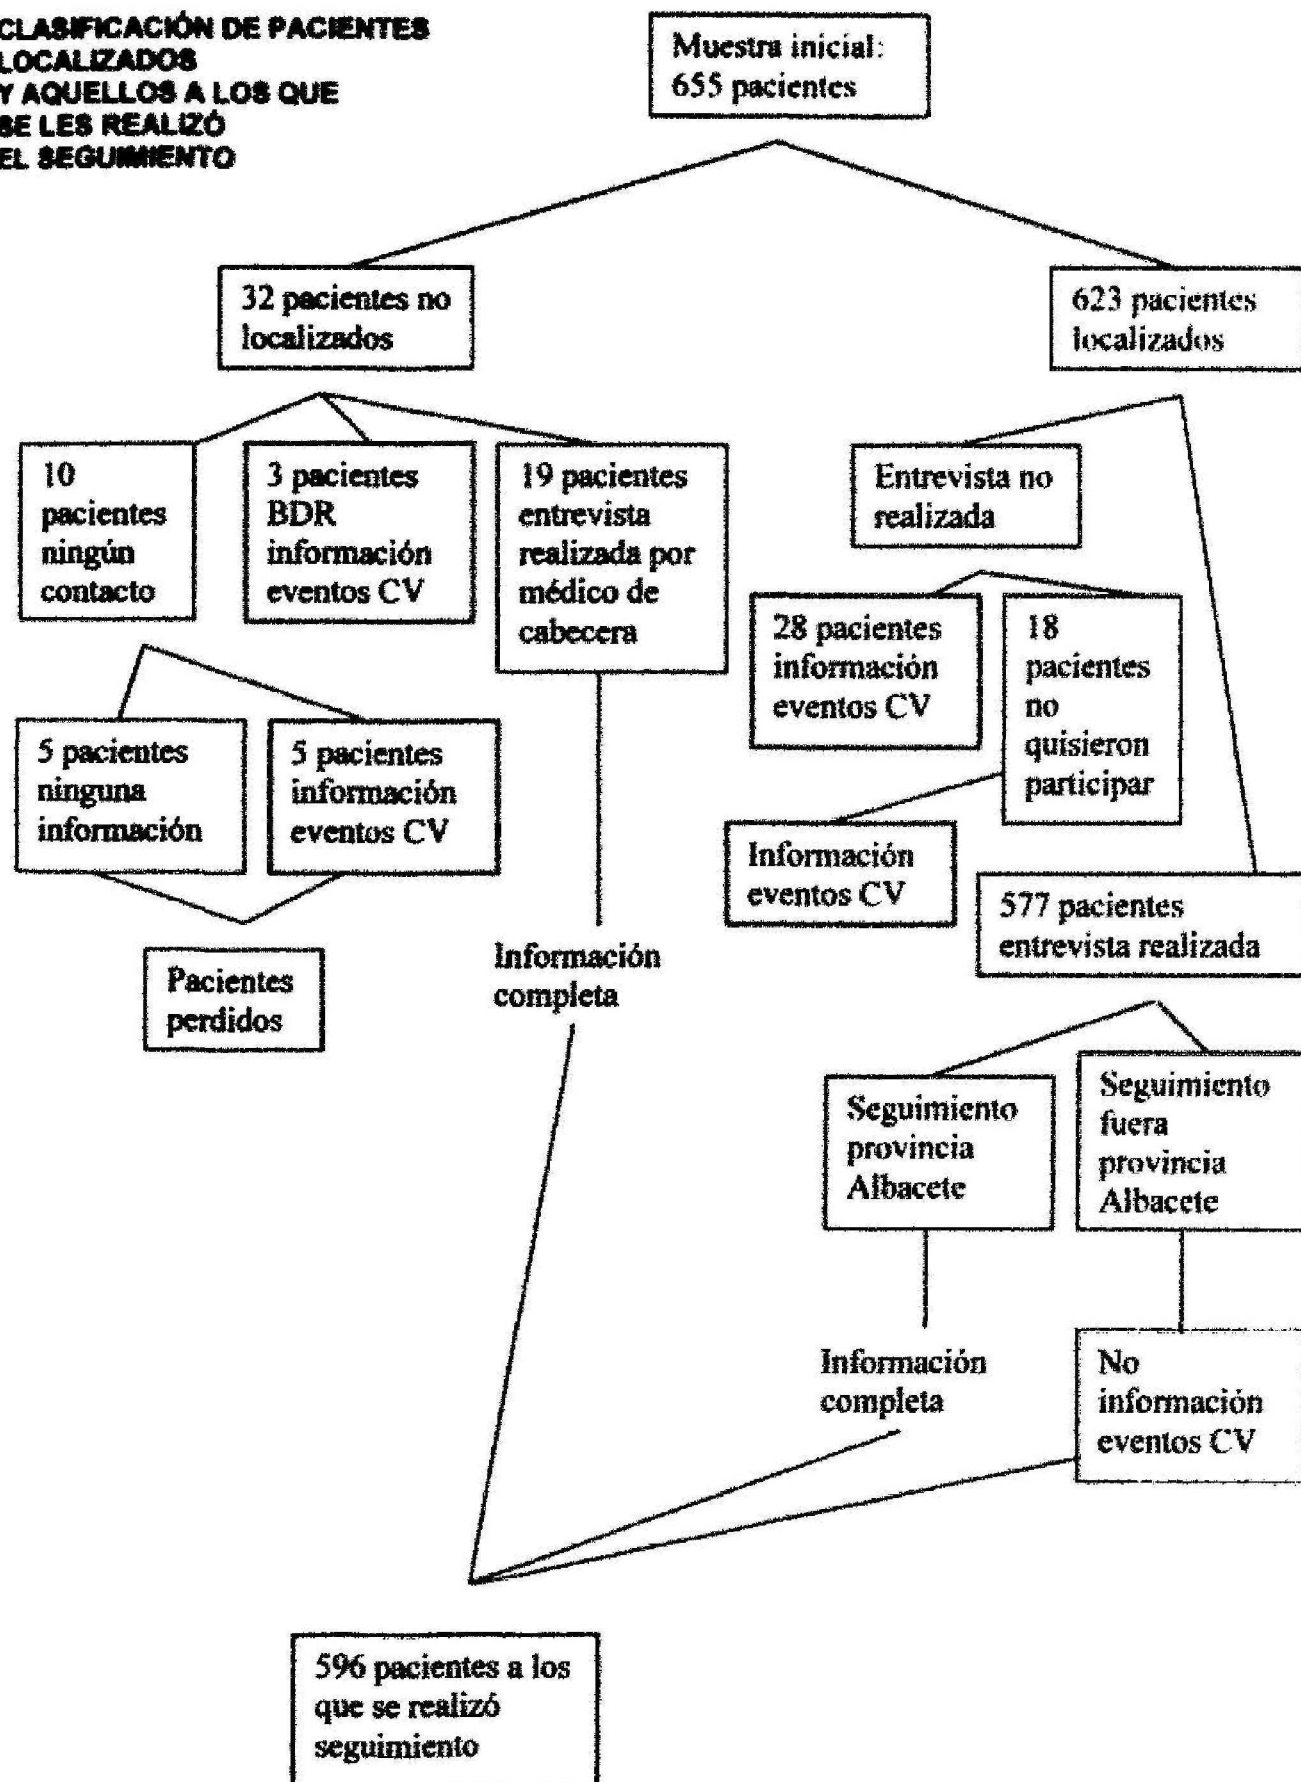 CLASIFICACIÓN DE PACIENTES
LOCALIZADOS
Y AQUELLOS A LOS QUE
SE LES REALIZÓ
EL SEGUIMIENTO
Muestra inicial:
655 pacientes
32 pacientes no
localizados
623 pacientes
localizados
10
pacientes
ningún
contacto
3 pacientes
BDR
información
eventos CV
19 pacientes
entrevista
realizada por
médico de
cabecera
Entrevista no
realizada
28 pacientes
información
eventos CV
18
pacientes
no
quisieron
participar
5 pacientes
ninguna
información
5 pacientes
información
eventos CV
Información
eventos CV
577 pacientes
entrevista realizada
Pacientes
perdidos
Información
completa
Seguimiento
provincia
Albacete
Seguimiento
fuera
provincia
Albacete
Información
completa
No
información
eventos CV
596 pacientes a los
que se realizó
seguimiento